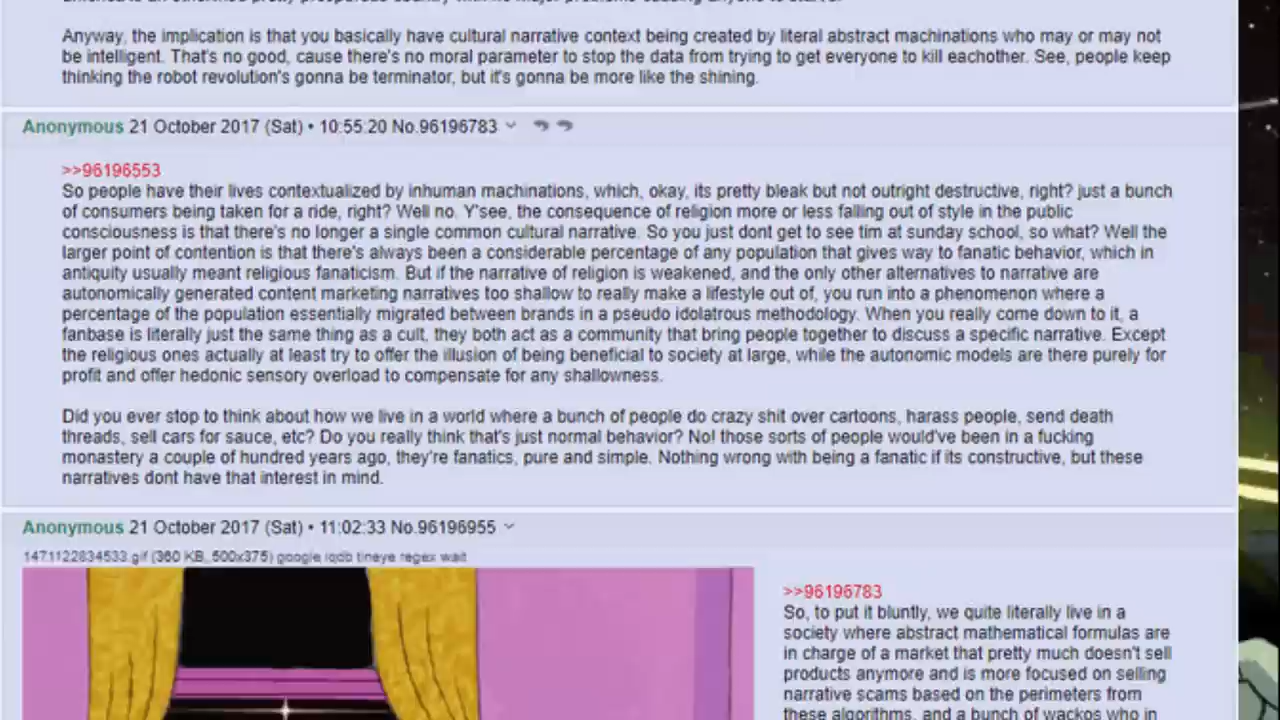 Anyway, the implication is that you basically have cultural narrative context being created by literal abstract machinations who may or may not
be intelligent. That's no good, cause there's no moral parameter to stop the data from trying to get everyone to kill eachother. See, people keep
thinking the robot revolution's gonna be terminator, but it's gonna be more like the shining.
Anonymous 21 October 2017 (Sat) • 10:55:20 No.96196783
>>96196553
So people have their lives contextualized by inhuman machinations, which, okay, its pretty bleak but not outright destructive, right? just a bunch
of consumers being taken for a ride, right? Well no. Y'see, the consequence of religion more or less falling out of style in the public
consciousness is that there's no longer a single common cultural narrative. So you just dont get to see tim at sunday school, so what? Well the
larger point of contention is that there's always been a considerable percentage of any population that gives way to fanatic behavior, which in
antiquity usually meant religious fanaticism. But if the narrative of religion is weakened, and the only other alternatives to narrative are
autonomically generated content marketing narratives too shallow to really make a lifestyle out of, you run into a phenomenon where a
percentage of the population essentially migrated between brands in a pseudo idolatrous methodology. When you really come down to it, a
fanbase is literally just the same thing as a cult, they both act as a community that bring people together to discuss a specific narrative. Except
the religious ones actually at least try to offer the illusion of being beneficial to society at large, while the autonomic models are there purely for
profit and offer hedonic sensory overload to compensate for any shallowness.
Did you ever stop to think about how we live in a world where a bunch of people do crazy shit over cartoons, harass people, send death
threads, sell cars for sauce, etc? Do you really think that's just normal behavior? No! those sorts of people would've been in a fucking
monastery a couple of hundred years ago, they're fanatics, pure and simple. Nothing wrong with being a fanatic if its constructive, but these
narratives dont have that interest in mind.
Anonymous 21 October 2017 (Sat) • 11:02:33 No.96196955
1471122834533.gif (360 KB, 500x375) google iqdb tineye regex wait
>>96196783
So, to put it bluntly, we quite literally live in a
society where abstract mathematical formulas are
in charge of a market that pretty much doesn't sell
products anymore and is more focused on selling
narrative scams based on the perimeters from
these algorithms, and a bunch of wackos who in